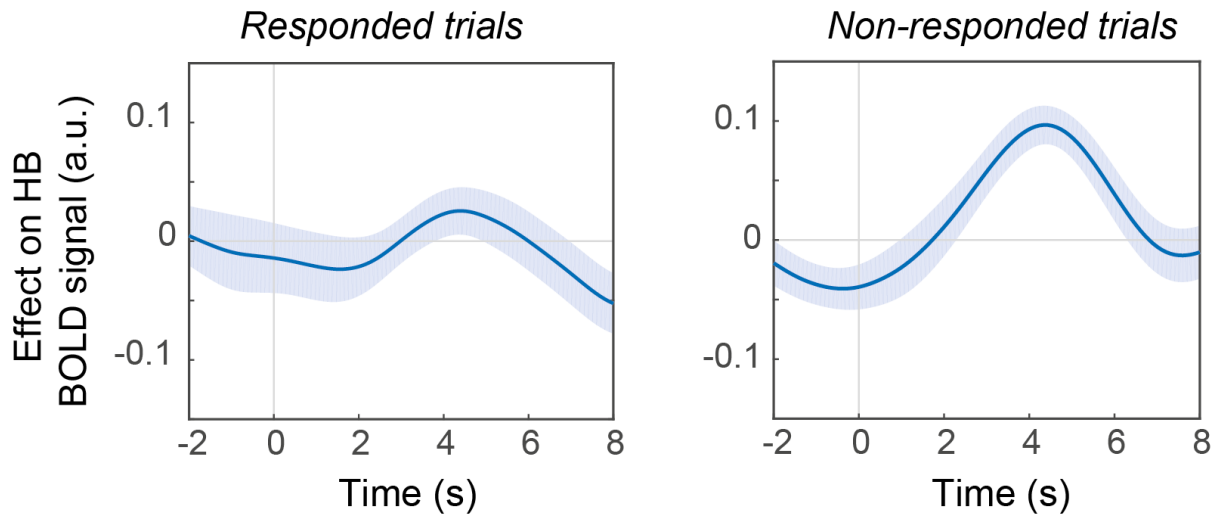 Responded trials
Non-responded trials
Effect on HB
BOLD signal (a.u.)
0.1
0
-0.1
-2 0 2 4 6 8
Time (s)
0.1
0
-0.1
-2 0 2 4 6 8
Time (s)